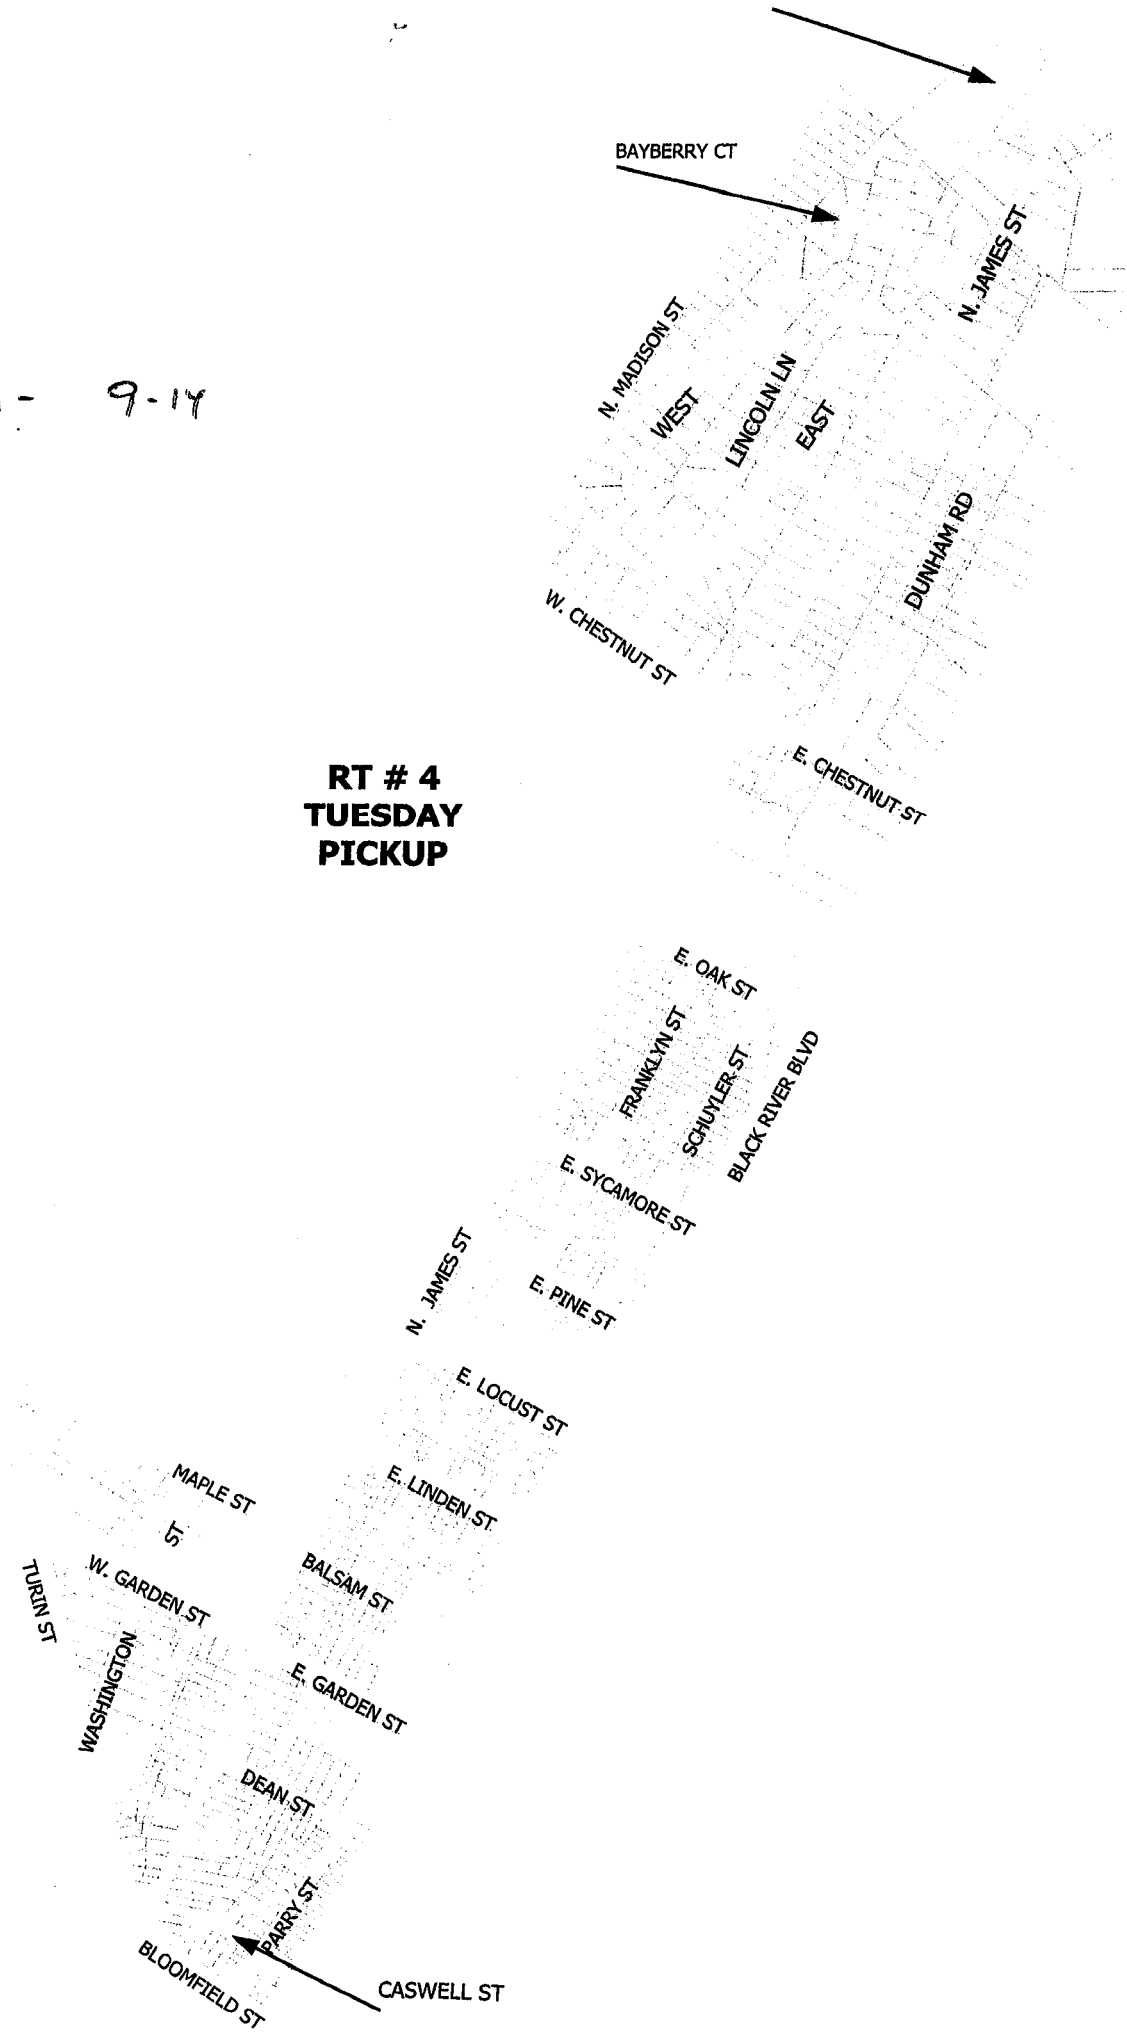 BAYBERRY CT
N. JAMES ST
N. MADISON ST
WEST
LINCOLN LN
EAST
9-14
DUNHAM RD
W. CHESTNUT ST
E. CHESTNUT ST
RT # 4
TUESDAY
PICKUP
E. OAK ST
FRANKLYN ST
SCHUYLER ST
BLACK RIVER BLVD
E. SYCAMORE ST
N. JAMES ST
E. PINE ST
E. LOCUST ST
MAPLE ST
E. LINDEN ST
ST
W. GARDEN ST
BALSAM ST
TURIN ST
WASHINGTON
E. GARDEN ST
DEAN ST
PARRY ST
BLOOMFIELD ST
CASWELL ST